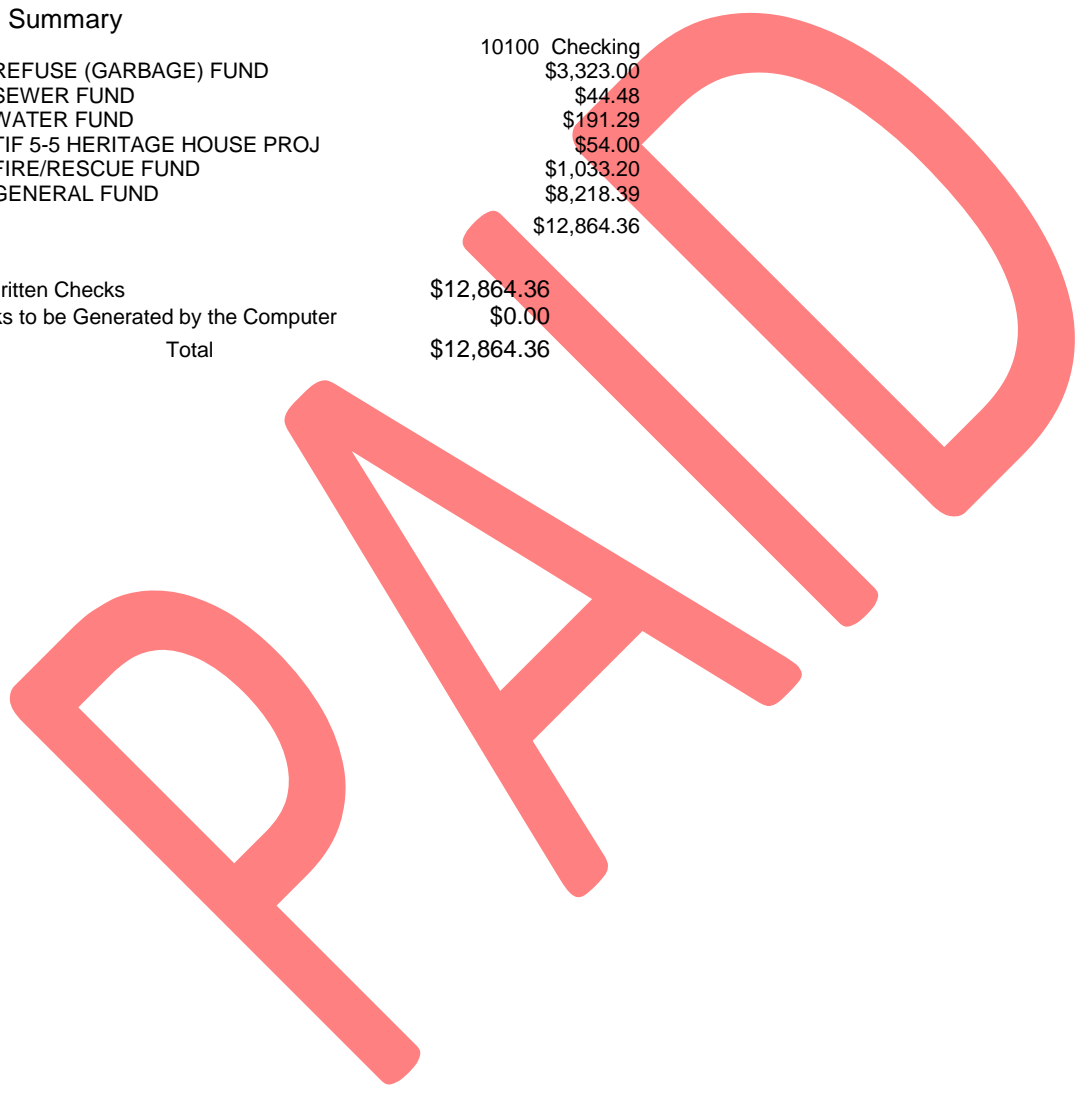 Summary
10100 Checking
REFUSE (GARBAGE) FUND $3,323.00
SEWER FUND $44.48
WATER FUND $191.29
TIF 5-5 HERITAGE HOUSE PROJ $54.00
FIRE/RESCUE FUND $1,033.20
GENERAL FUND $8,218.39
$12,864.36
ritten Checks $12,864.36
ks to be Generated by the Computer $0.00
Total $12,864.36
PAID